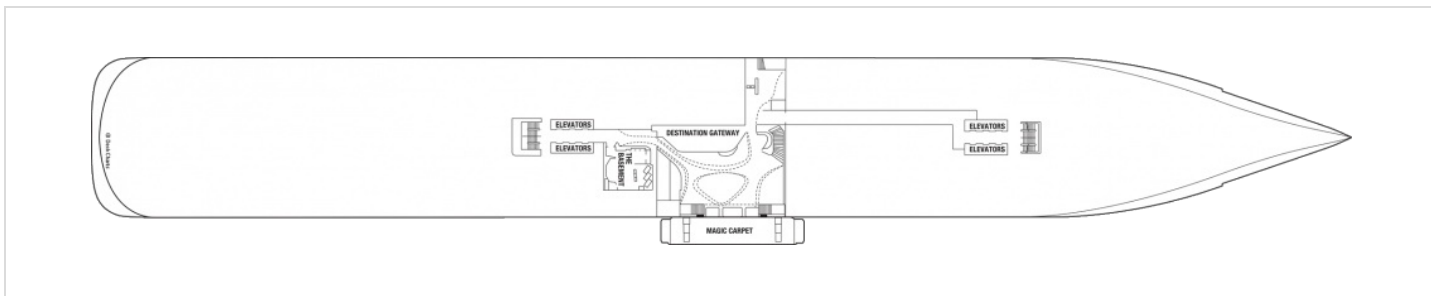 ELEVATORS
ELEVATORS
THE
BASEMENT
DESTINATION GATEWAY
MAGIC CARPET
ELEVATORS
ELEVATORS